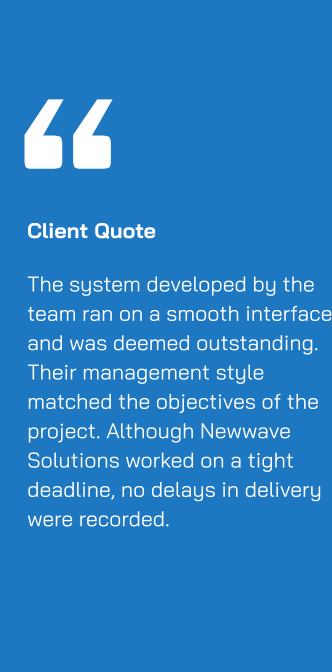 “
Client Quote
The system developed by the
team ran on a smooth interface
and was deemed outstanding.
Their management style
matched the objectives of the
project. Although Newwave
Solutions worked on a tight
deadline, no delays in delivery
were recorded.